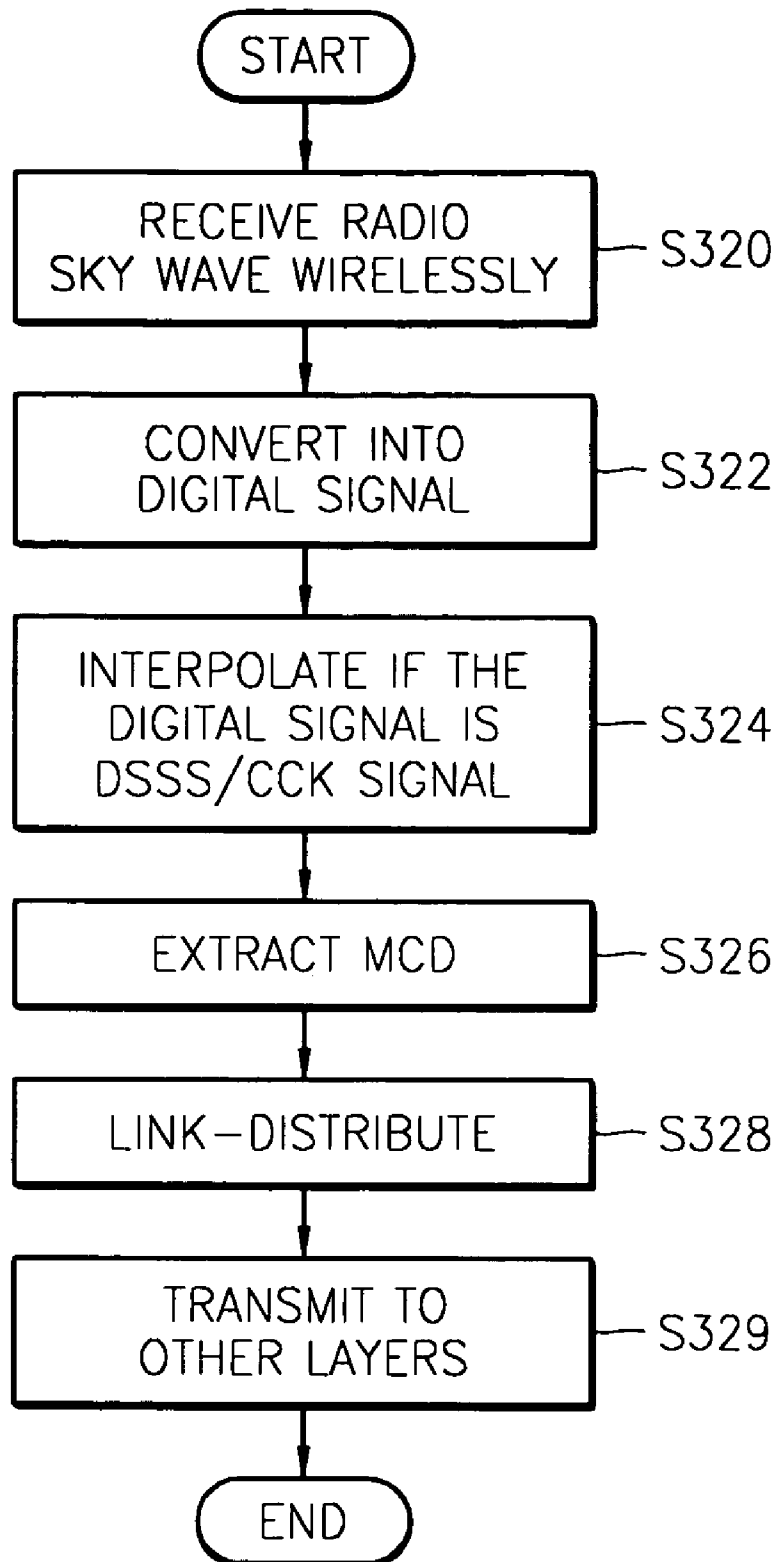 START
RECEIVE RADIO
SKY WAVE WIRELESSLY
S320
CONVERT INTO
DIGITAL SIGNAL
S322
INTERPOLATE IF THE
DIGITAL SIGNAL IS
DSSS/CCK SIGNAL
S324
EXTRACT MCD
S326
LINK-DISTRIBUTE
S328
TRANSMIT TO
OTHER LAYERS
S329
END